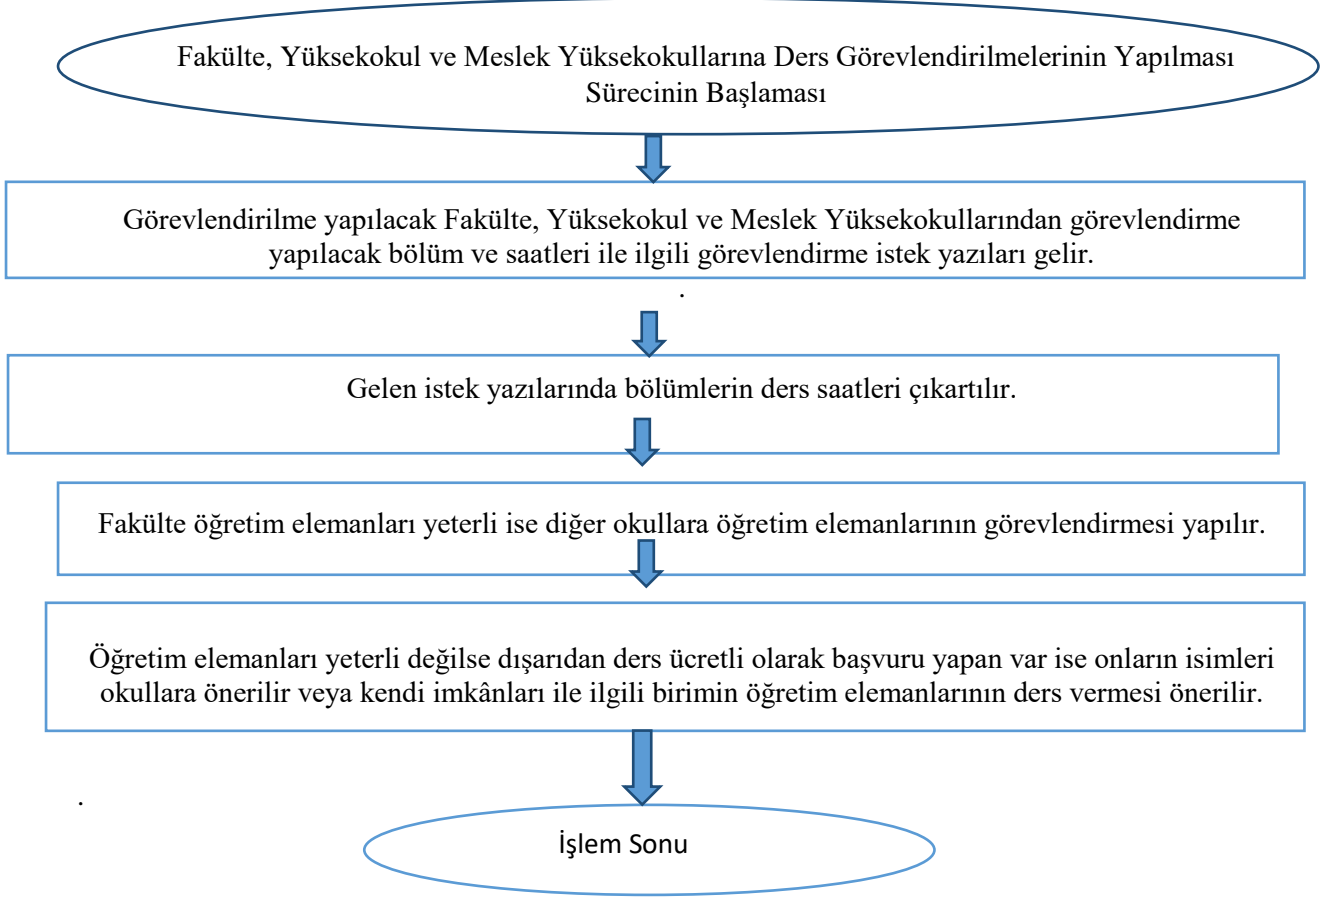 Fakülte, Yüksekokul ve Meslek Yüksekokullarına Ders Görevlendirilmelerinin Yapılması
Sürecinin Başlaması
Görevlendirilme yapılacak Fakülte, Yüksekokul ve Meslek Yüksekokullarından görevlendirme
yapılacak bölüm ve saatleri ile ilgili görevlendirme istek yazıları gelir.
.
Gelen istek yazılarında bölümlerin ders saatleri çıkartılır.
Fakülte öğretim elemanları yeterli ise diğer okullara öğretim elemanlarının görevlendirmesi yapılır.
Öğretim elemanları yeterli değilse dışarıdan ders ücretli olarak başvuru yapan var ise onların isimleri
okullara önerilir veya kendi imkânları ile ilgili birimin öğretim elemanlarının ders vermesi önerilir.
.
İşlem Sonu